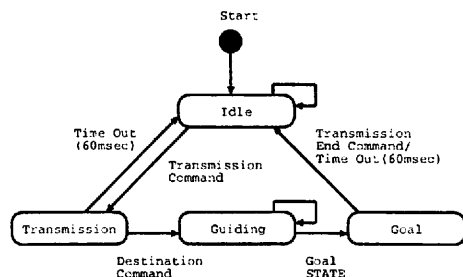 Start
Idle
Time Out
(60msec)
Transmission
End Command/
Time Out(60msec)
Transmission
Command
Transmission
Guiding
Goal
Destination
Command
Goal
STATE